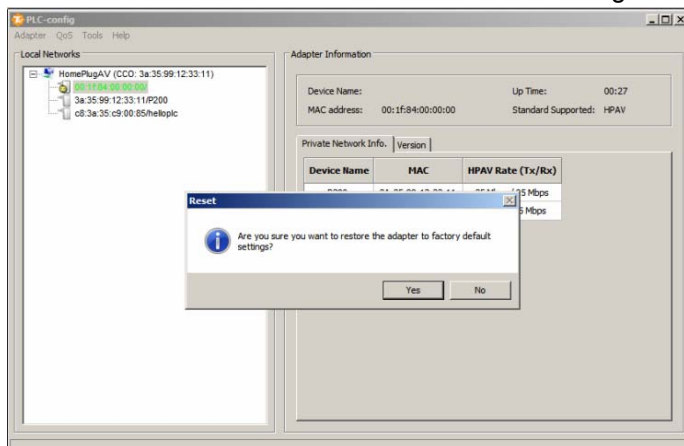 PLC-config
Adapter QoS Tools Help
Local Networks
HomePlugAV (CCO: 3a:35:99:12:33:11)
00:1f:84:00:00:00/
3a:35:99:12:33:11/P200
c8:3a:35:c9:00:85/helloplc
Adapter Information
Device Name: Up Time: 00:27
MAC address: 00:1f:84:00:00:00 Standard Supported: HPAV
Private Network Info. Version
Device Name MAC HPAV Rate (Tx/Rx)
Mbps
Mbps
Reset
Are you sure you want to restore the adapter to factory default
settings?
Yes No